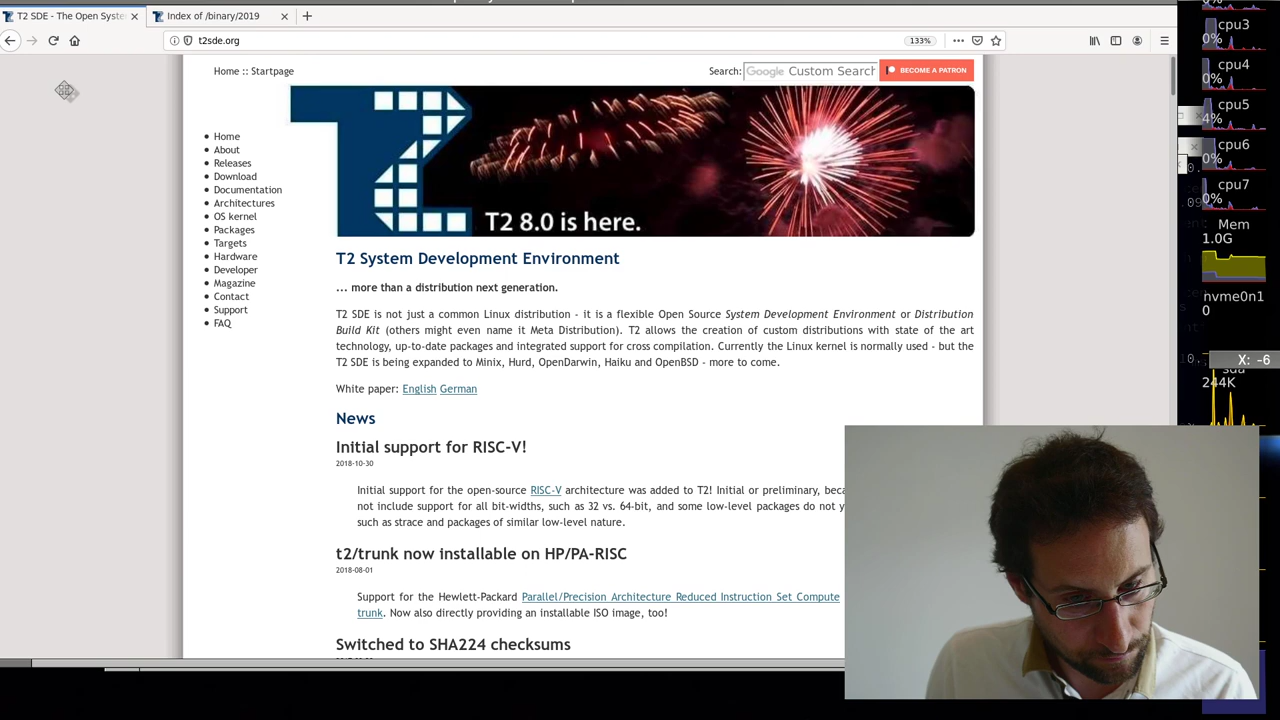 T2 SDE - The Open Syste
Index of /binary/2019
t2sde.org
133%
Home :: Startpage
Search: Google Custom Search
BECOME A PATRON
T2 8.0 is here.
Home
About
Releases
Download
Documentation
Architectures
OS kernel
Packages
Targets
Hardware
Developer
Magazine
Contact
Support
FAQ
T2 System Development Environment
... more than a distribution next generation.
T2 SDE is not just a common Linux distribution - it is a flexible Open Source System Development Environment or Distribution
Build Kit (others might even name it Meta Distribution). T2 allows the creation of custom distributions with state of the art
technology, up-to-date packages and integrated support for cross compilation. Currently the Linux kernel is normally used - but the
T2 SDE is being expanded to Minix, Hurd, OpenDarwin, Haiku and OpenBSD - more to come.
White paper: English German
News
Initial support for RISC-V!
2018-10-30
Initial support for the open-source RISC-V architecture was added to T2! Initial or preliminary, beca
not include support for all bit-widths, such as 32 vs. 64-bit, and some low-level packages do not y
such as strace and packages of similar low-level nature.
t2/trunk now installable on HP/PA-RISC
2018-08-01
Support for the Hewlett-Packard Parallel/Precision Architecture Reduced Instruction Set Compute
trunk. Now also directly providing an installable ISO image, too!
Switched to SHA224 checksums
cpu3
0%
cpu4
0%
cpu5
4%
cpu6
0%
cpu7
0%
Mem
1.0G
nvme0n1
0
X: -6
sda
244K